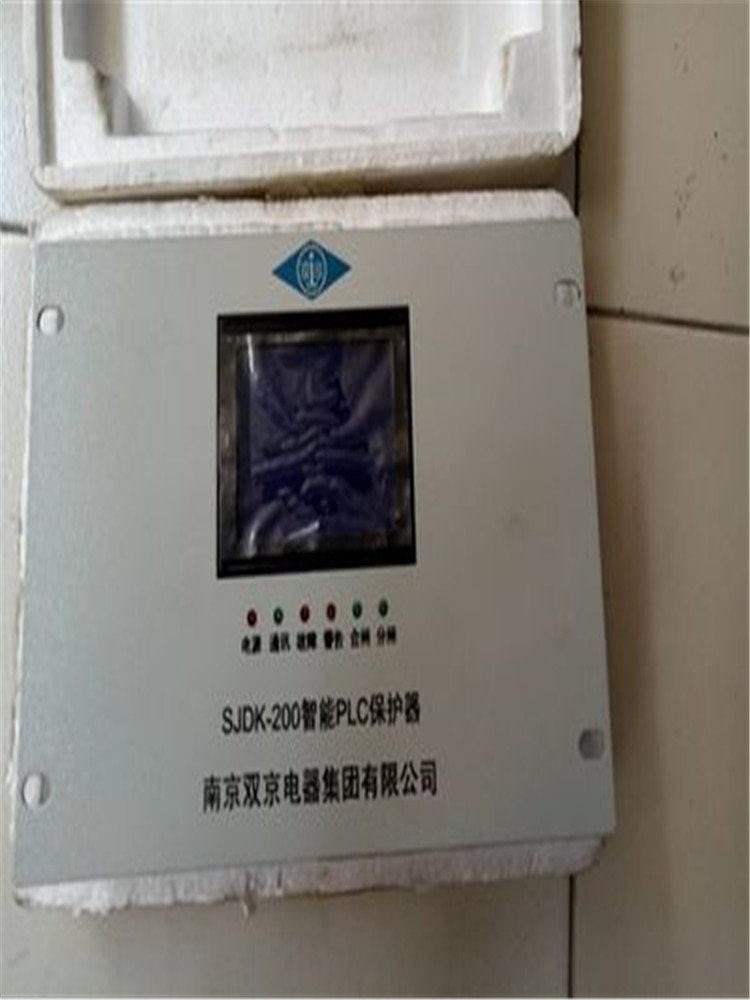 电源 通讯 故障 警告 合闸 分闸
SJDK-200智能PLC保护器
南京双京电器集团有限公司